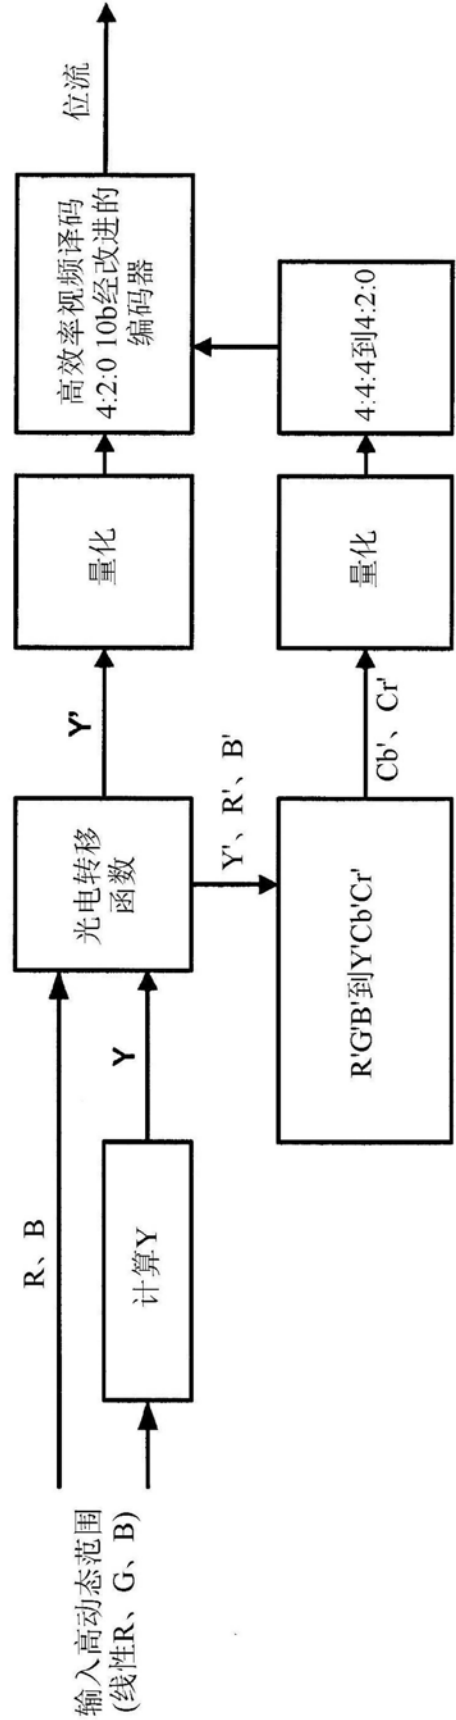 输入高动态范围
(线性R、G、B)
R、B
计算Y
Y
光电转移
函数
Y'
量化
高效率视频译码
4:2:0 10b经改进的
编码器
位流
Y'、R'、B'
R'G'B'到Y'Cb'Cr'
Cb'、Cr'
量化
4:4:4到4:2:0